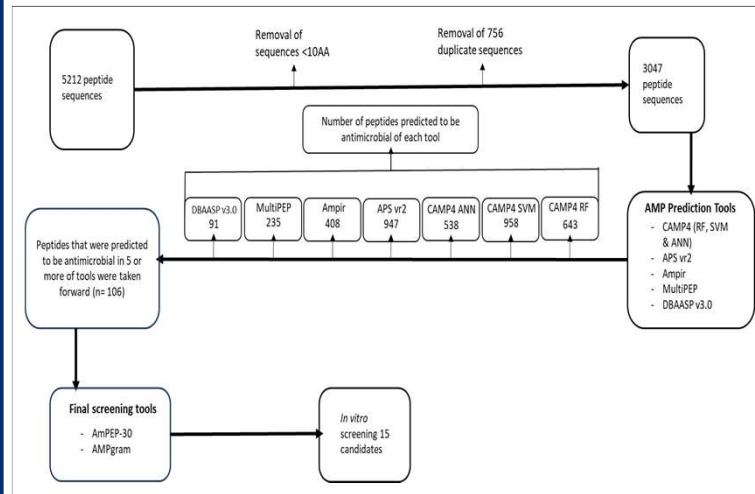 5212 peptide
sequences
Removal of
sequences <10AA
Removal of 756
duplicate sequences
3047
peptide
sequences
Number of peptides predicted to be
antimicrobial of each tool
DBAASP v3.0
91
MultiPEP
235
Ampir
408
APS vr2
947
CAMP4 ANN
538
CAMP4 SVM
958
CAMP4 RF
643
AMP Prediction Tools
- CAMP4 (RF, SVM
& ANN)
- APS vr2
- Ampir
- MultiPEP
- DBAASP v3.0
Peptides that were predicted
to be antimicrobial in 5 or
more of tools were taken
forward (n= 106)
Final screening tools
- AmPEP-30
- AMPgram
In vitro
screening 15
candidates